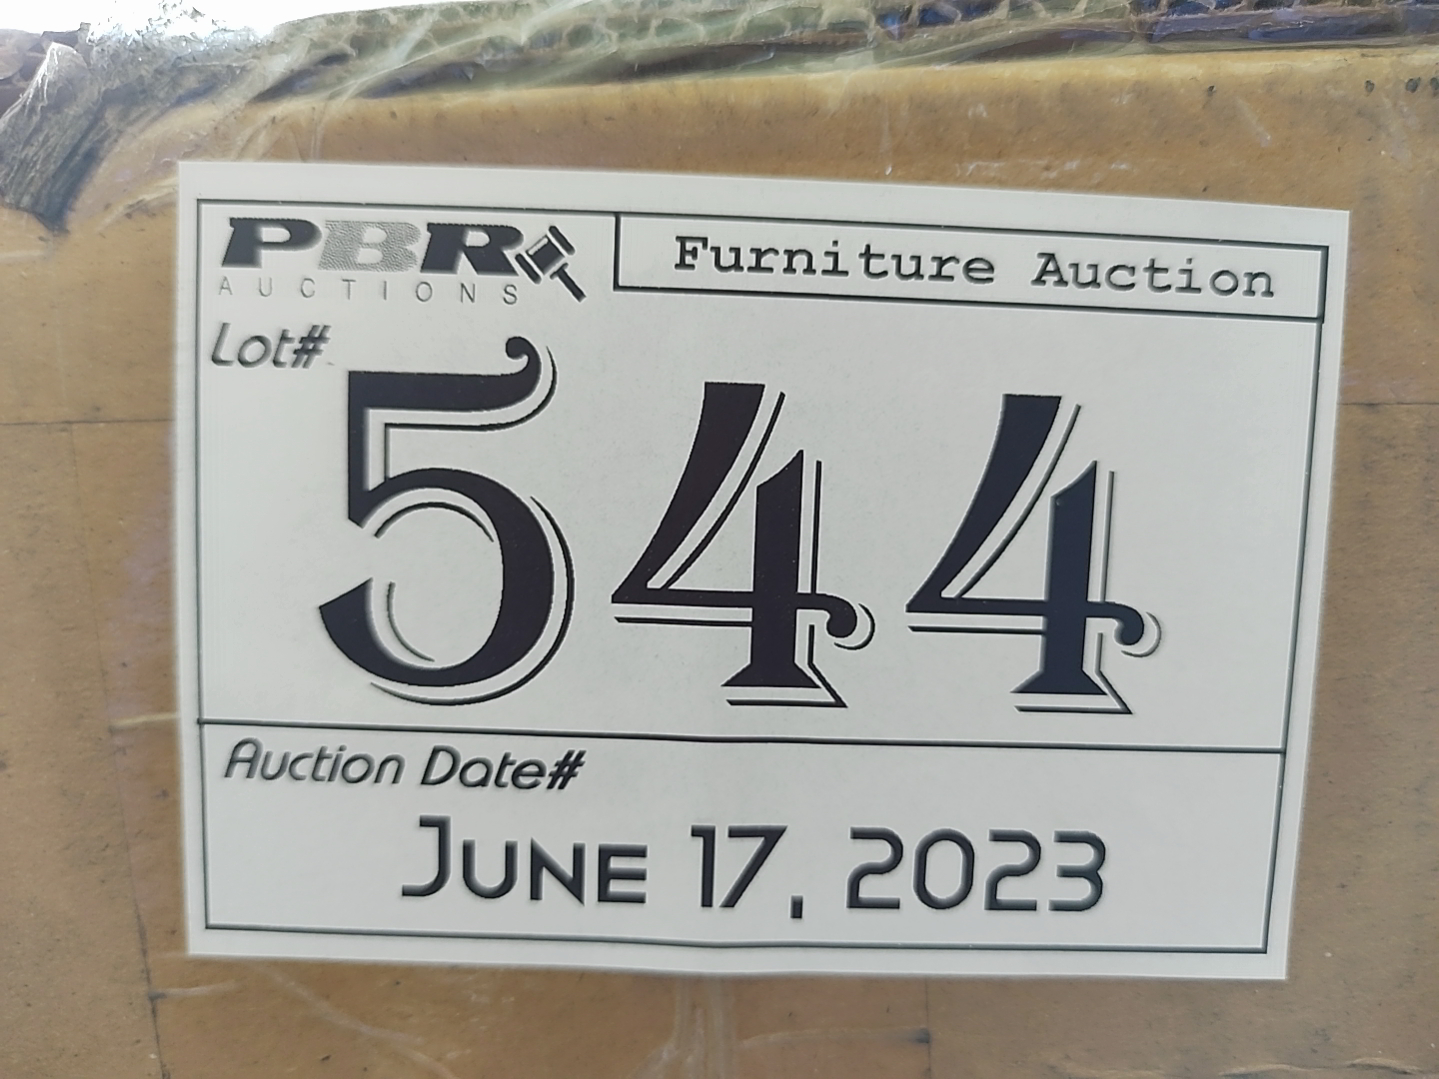 PBR
AUCTIONS
Furniture Auction
Lot#
544
Auction Date#
JUNE 17, 2023